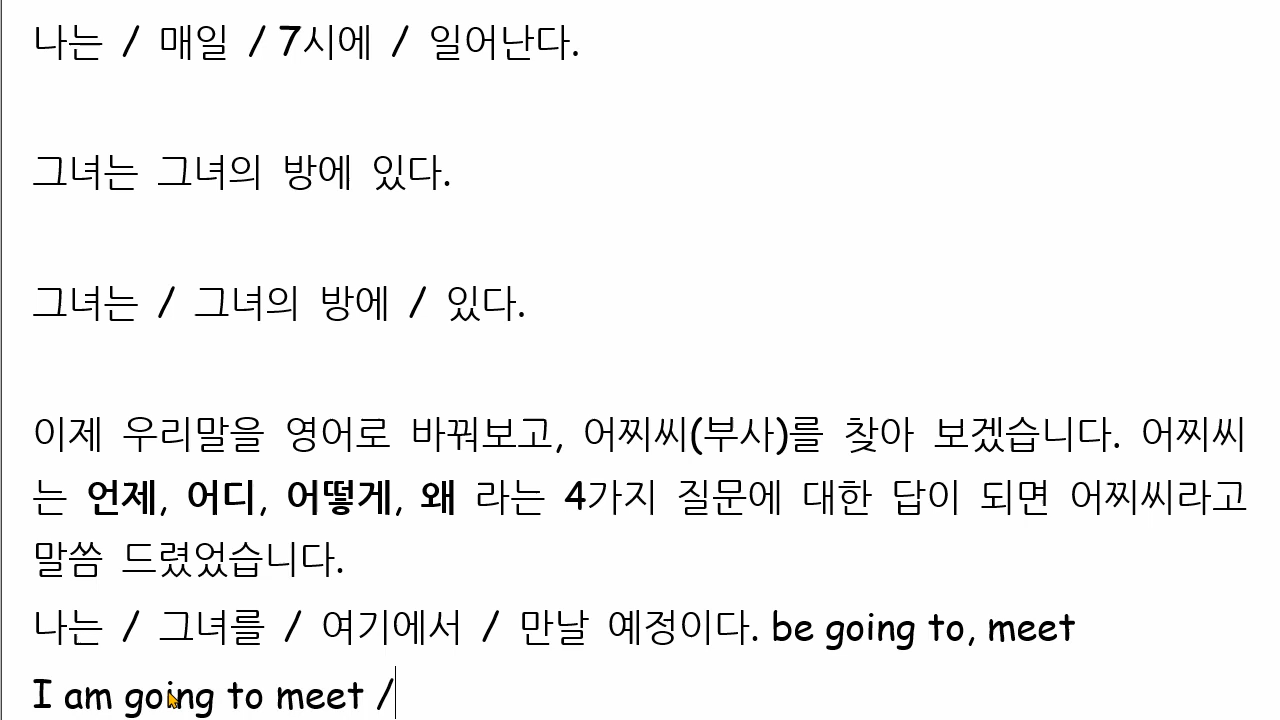 나는 / 매일 / 7시에 / 일어난다.
그녀는 그녀의 방에 있다.
그녀는 / 그녀의 방에 / 있다.
이제 우리말을 영어로 바꿔보고, 어찌씨(부사)를 찾아 보겠습니다. 어찌씨
는 언제, 어디, 어떻게, 왜 라는 4가지 질문에 대한 답이 되면 어찌씨라고
말씀 드렸었습니다.
나는 / 그녀를 / 여기에서 / 만날 예정이다. be going to, meet
I am going to meet /